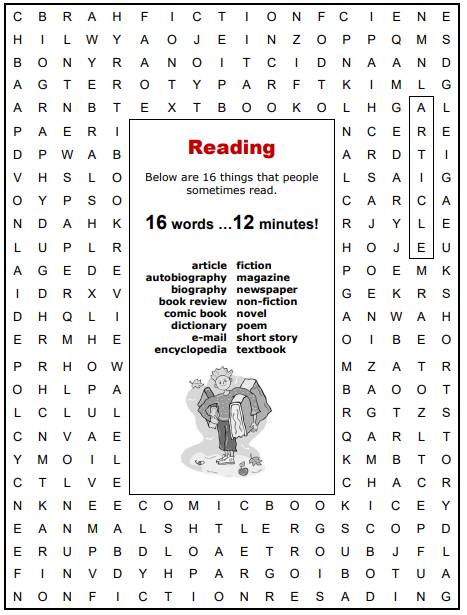 C B R A H F I C T I O N F C I E N E
H I L W Y A O J E I N Z O P P Q M S
B O N Y R A N O I T C I D N A A N D
A G T E R O T Y P A R F T K I M L G
A R N B T E X T B O O K O L H G A L
P A E R I N C E R E
D P W A B A R D T I
V H S L O L S A I G
O Y P S O C A R C A
N D A H K R J Y L E
L U P L R H O J E U
A G E D E P O E M K
I D R X V G E K R S
D H Q L I A N W A H
E R M H E O I B E O
P R H O W M Z A T R
O H L P A B A O O T
L C L U L R G T Z S
C N V A E Q A R L T
Y M O I L K M B T O
C T L V E C H A C R
N K N E E C O M I C B O O K I C E Y
E A N M A L S H T L E R G S C O P D
E R U P B D L O A E T R O U B J F L
F I N V D Y H P A R G O I B O T U A
N O N F I C T I O N R E S A D I N G
Reading
Below are 16 things that people
sometimes read.
16 words ...12 minutes!
article fiction
autobiography magazine
biography newspaper
book review non-fiction
comic book novel
dictionary poem
e-mail short story
encyclopedia textbook